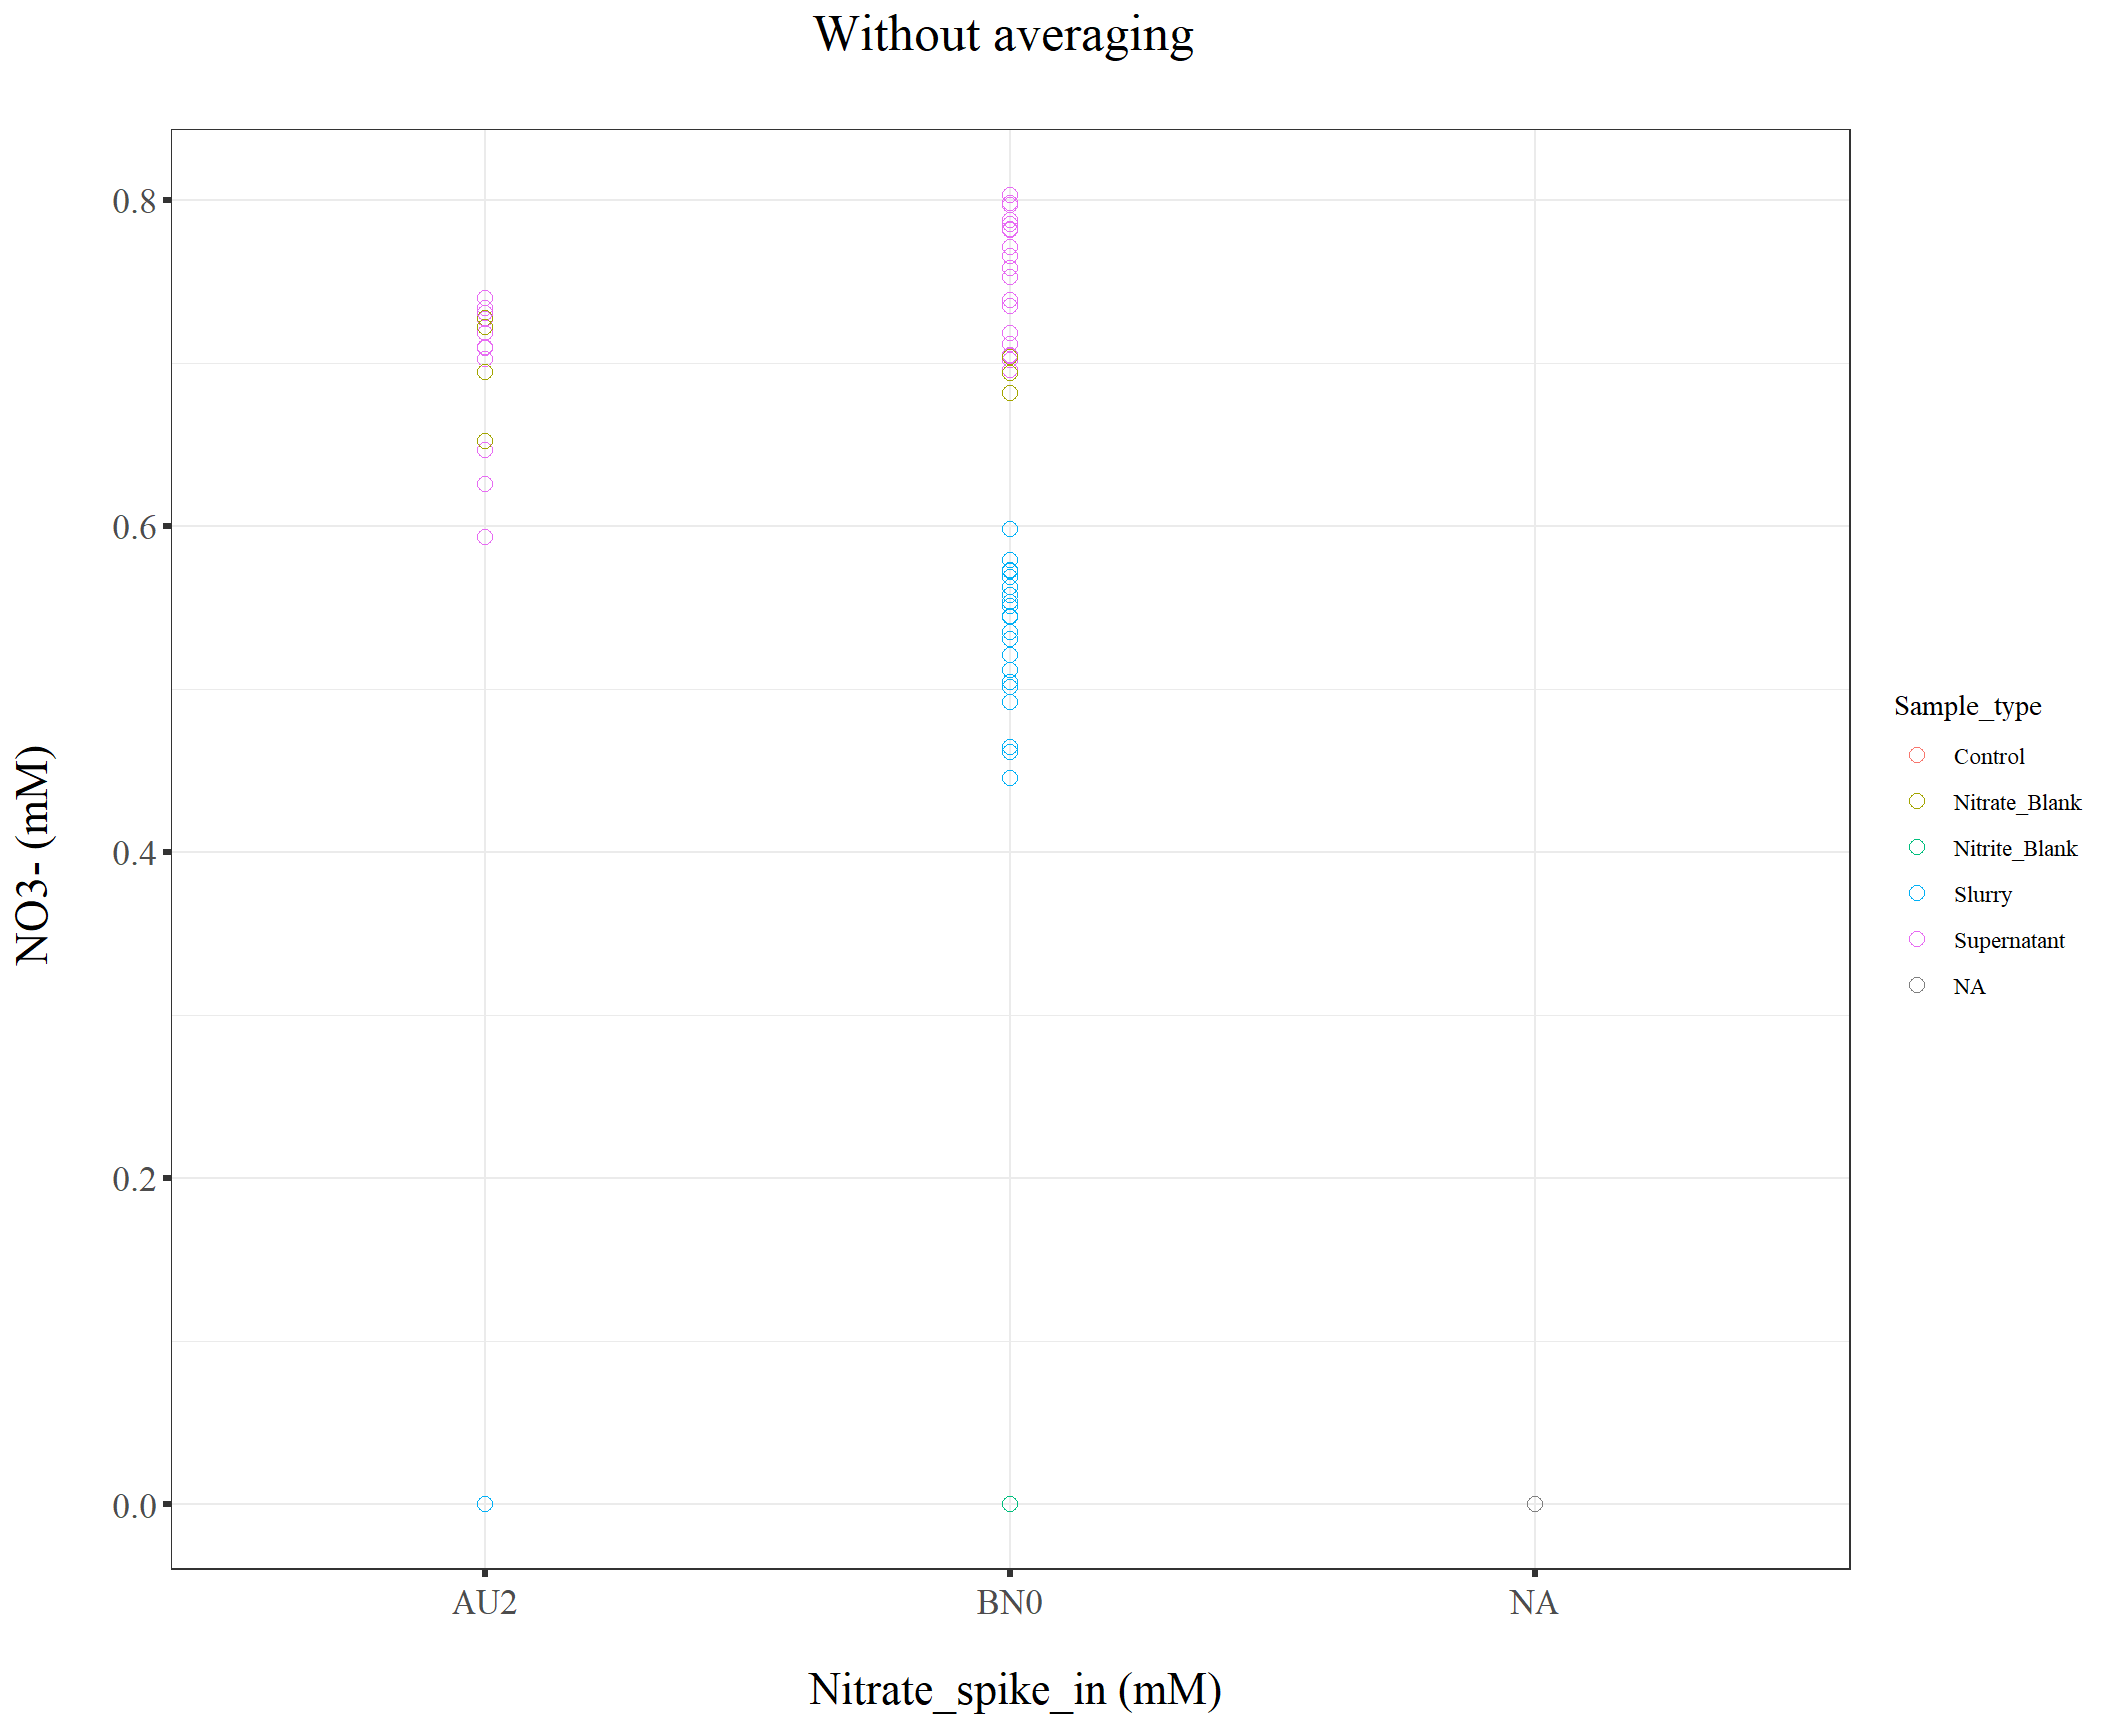 Without averaging
0.8
0.6
0.4
0.2
0.0
NO3- (mM)
AU2
BN0
NA
Nitrate_spike_in (mM)
Sample_type
Control
Nitrate_Blank
Nitrite_Blank
Slurry
Supernatant
NA